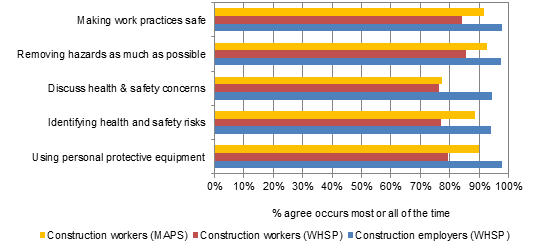 Making work practices safe
Removing hazards as much as possible
Discuss health & safety concerns
Identifying health and safety risks
Using personal protective equipment
0% 10% 20% 30% 40% 50% 60% 70% 80% 90% 100%
% agree occurs most or all of the time
Construction workers (MAPS) Construction workers (WHSP) Construction employers (WHSP)